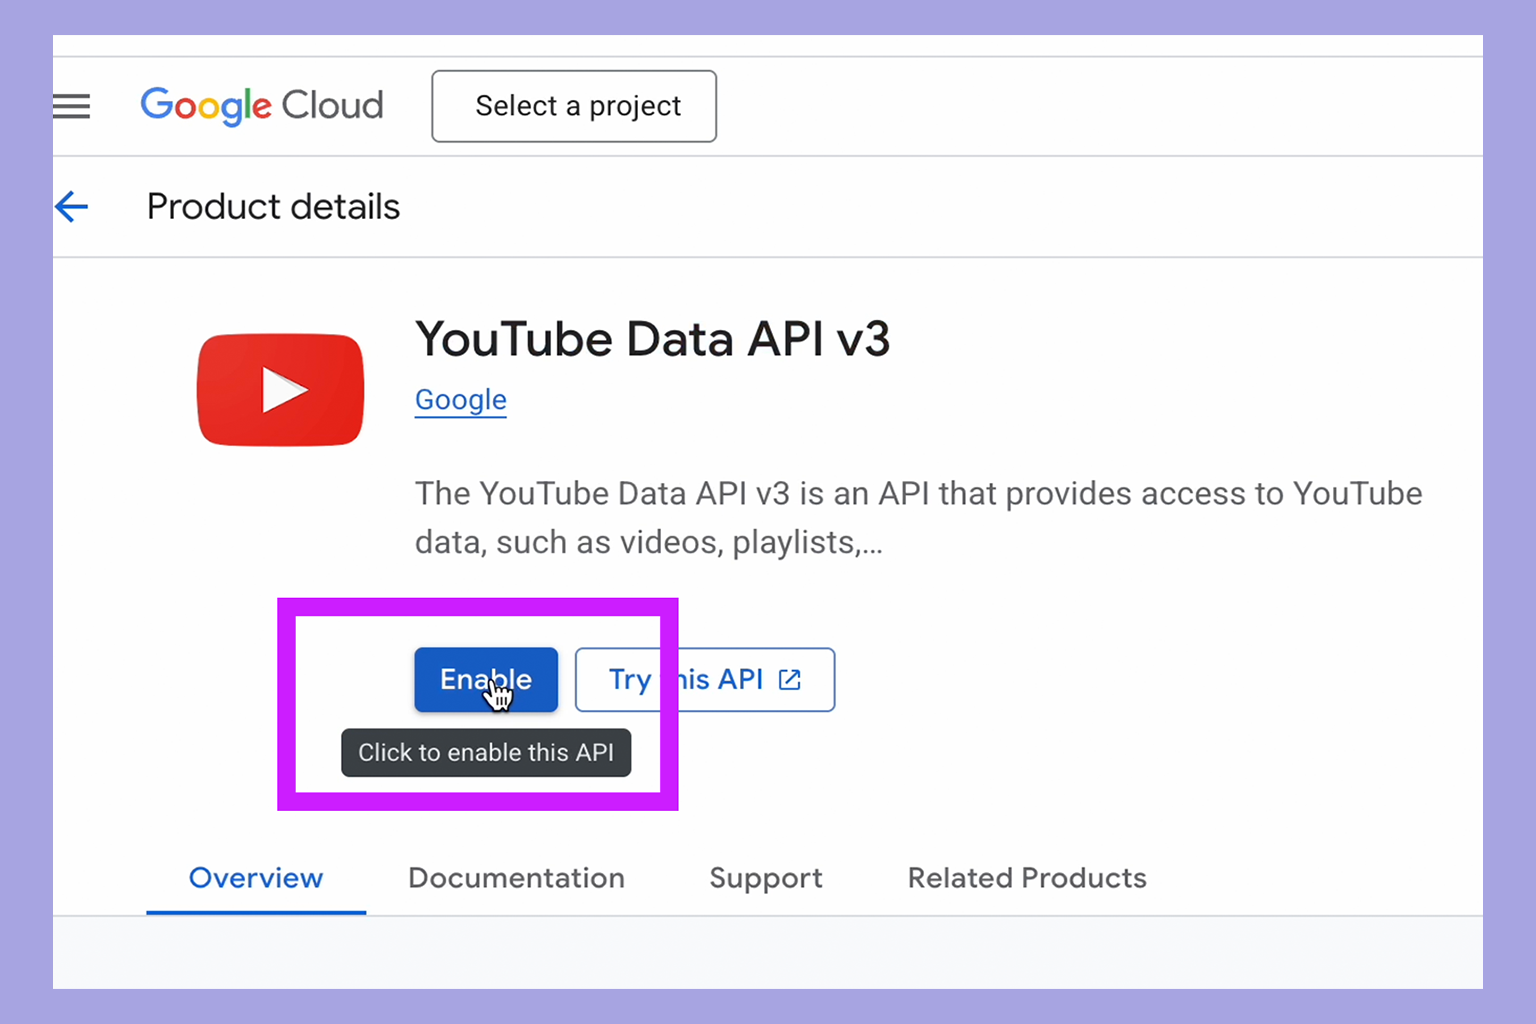 Google Cloud
Select a project
Product details
YouTube Data API v3
Google
The YouTube Data API v3 is an API that provides access to YouTube
data, such as videos, playlists,...
Enable
Try this API
Click to enable this API
Overview
Documentation
Support
Related Products